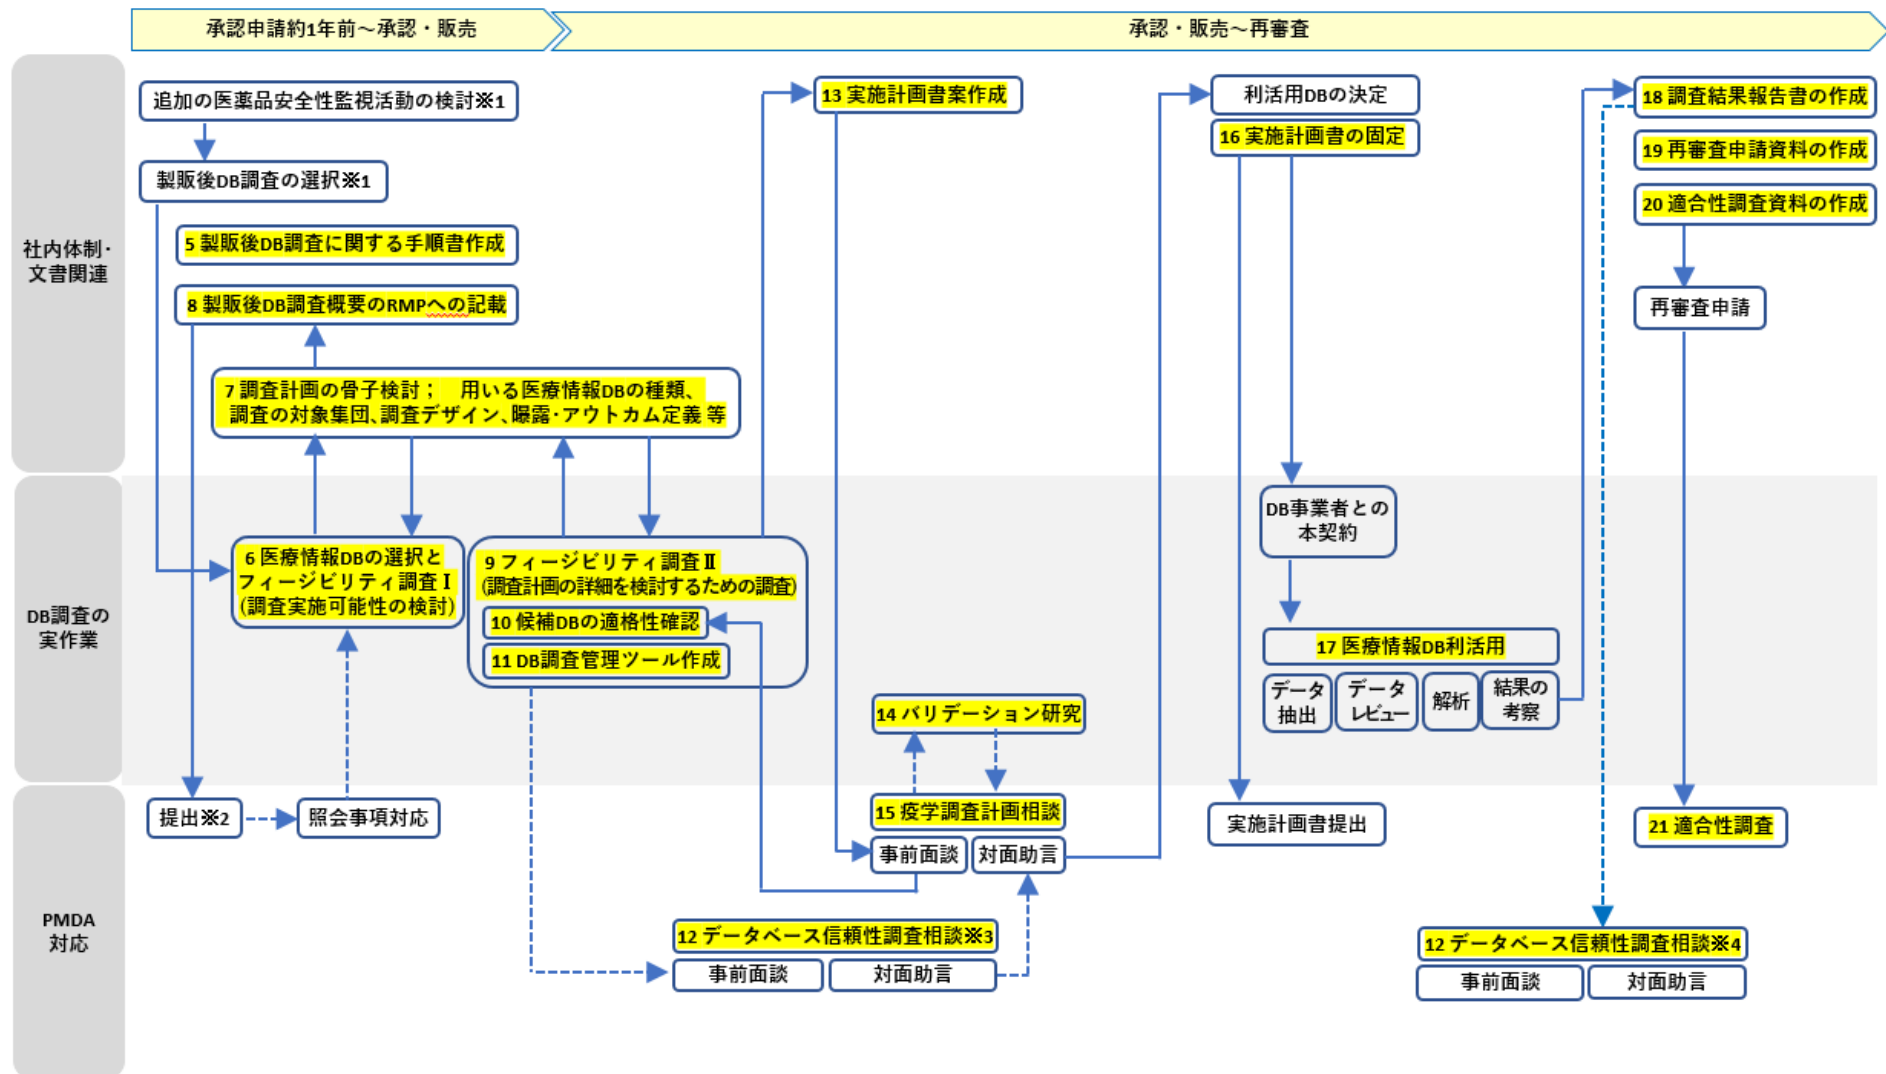 承認申請約1年前～承認・販売
承認・販売～再審査
社内体制・
文書関連
追加の医薬品安全性監視活動の検討※1
製販後DB調査の選択※1
5 製販後DB調査に関する手順書作成
8 製販後DB調査概要のRMPへの記載
7 調査計画の骨子検討； 用いる医療情報DBの種類、
調査の対象集団、調査デザイン、曝露・アウトカム定義 等
13 実施計画書案作成
利活用DBの決定
16 実施計画書の固定
18 調査結果報告書の作成
19 再審査申請資料の作成
20 適合性調査資料の作成
再審査申請
DB調査の
実作業
6 医療情報DBの選択と
フィージビリティ調査Ⅰ
(調査実施可能性の検討)
9 フィージビリティ調査Ⅱ
(調査計画の詳細を検討するための調査)
10 候補DBの適格性確認
11 DB調査管理ツール作成
14 バリデーション研究
DB事業者との
本契約
17 医療情報DB利活用
データ
抽出
データ
レビュー
解析
結果の
考察
PMDA
対応
提出※2
照会事項対応
15 疫学調査計画相談
事前面談
対面助言
12 データベース信頼性調査相談※3
事前面談
対面助言
実施計画書提出
21 適合性調査
12 データベース信頼性調査相談※4
事前面談
対面助言